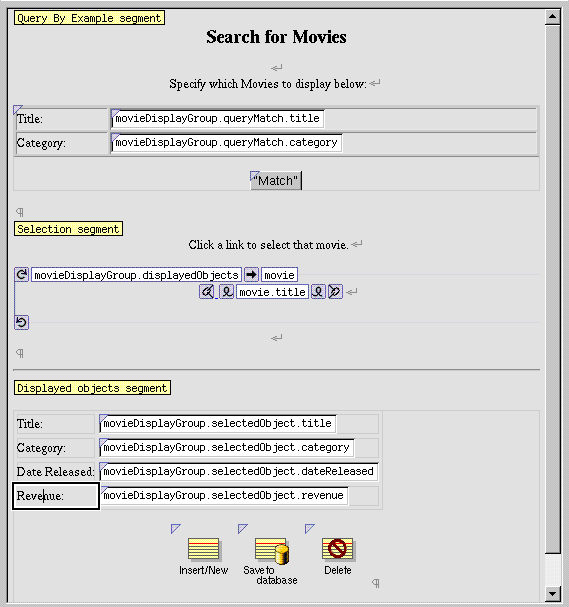 Query By Example segment
Search for Movies
Specify which Movies to display below:
Title: movieDisplayGroup.queryMatch.title
Category: movieDisplayGroup.queryMatch.category
"Match"
Selection segment
Click a link to select that movie.
movieDisplayGroup.displayedObjects movie
movie.title
Displayed objects segment
Title: movieDisplayGroup.selectedObject.title
Category: movieDisplayGroup.selectedObject.category
Date Released: movieDisplayGroup.selectedObject.dateReleased
Revenue: movieDisplayGroup.selectedObject.revenue
Insert/New Save to Delete
database